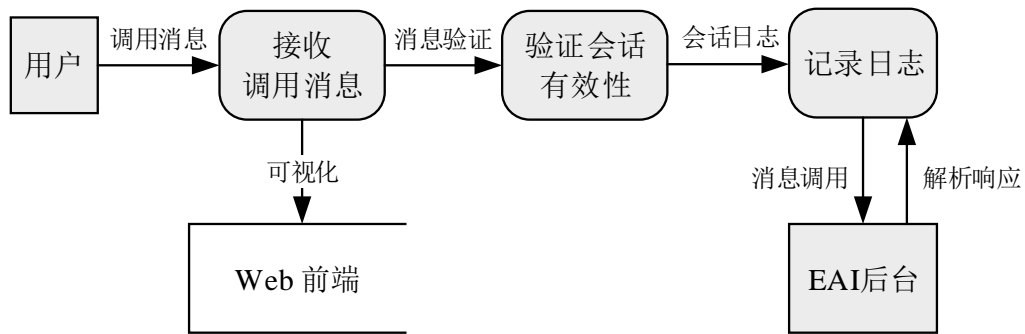 用户
调用消息
接收
调用消息
消息验证
验证会话
有效性
会话日志
记录日志
可视化
消息调用
解析响应
Web 前端
EAI后台